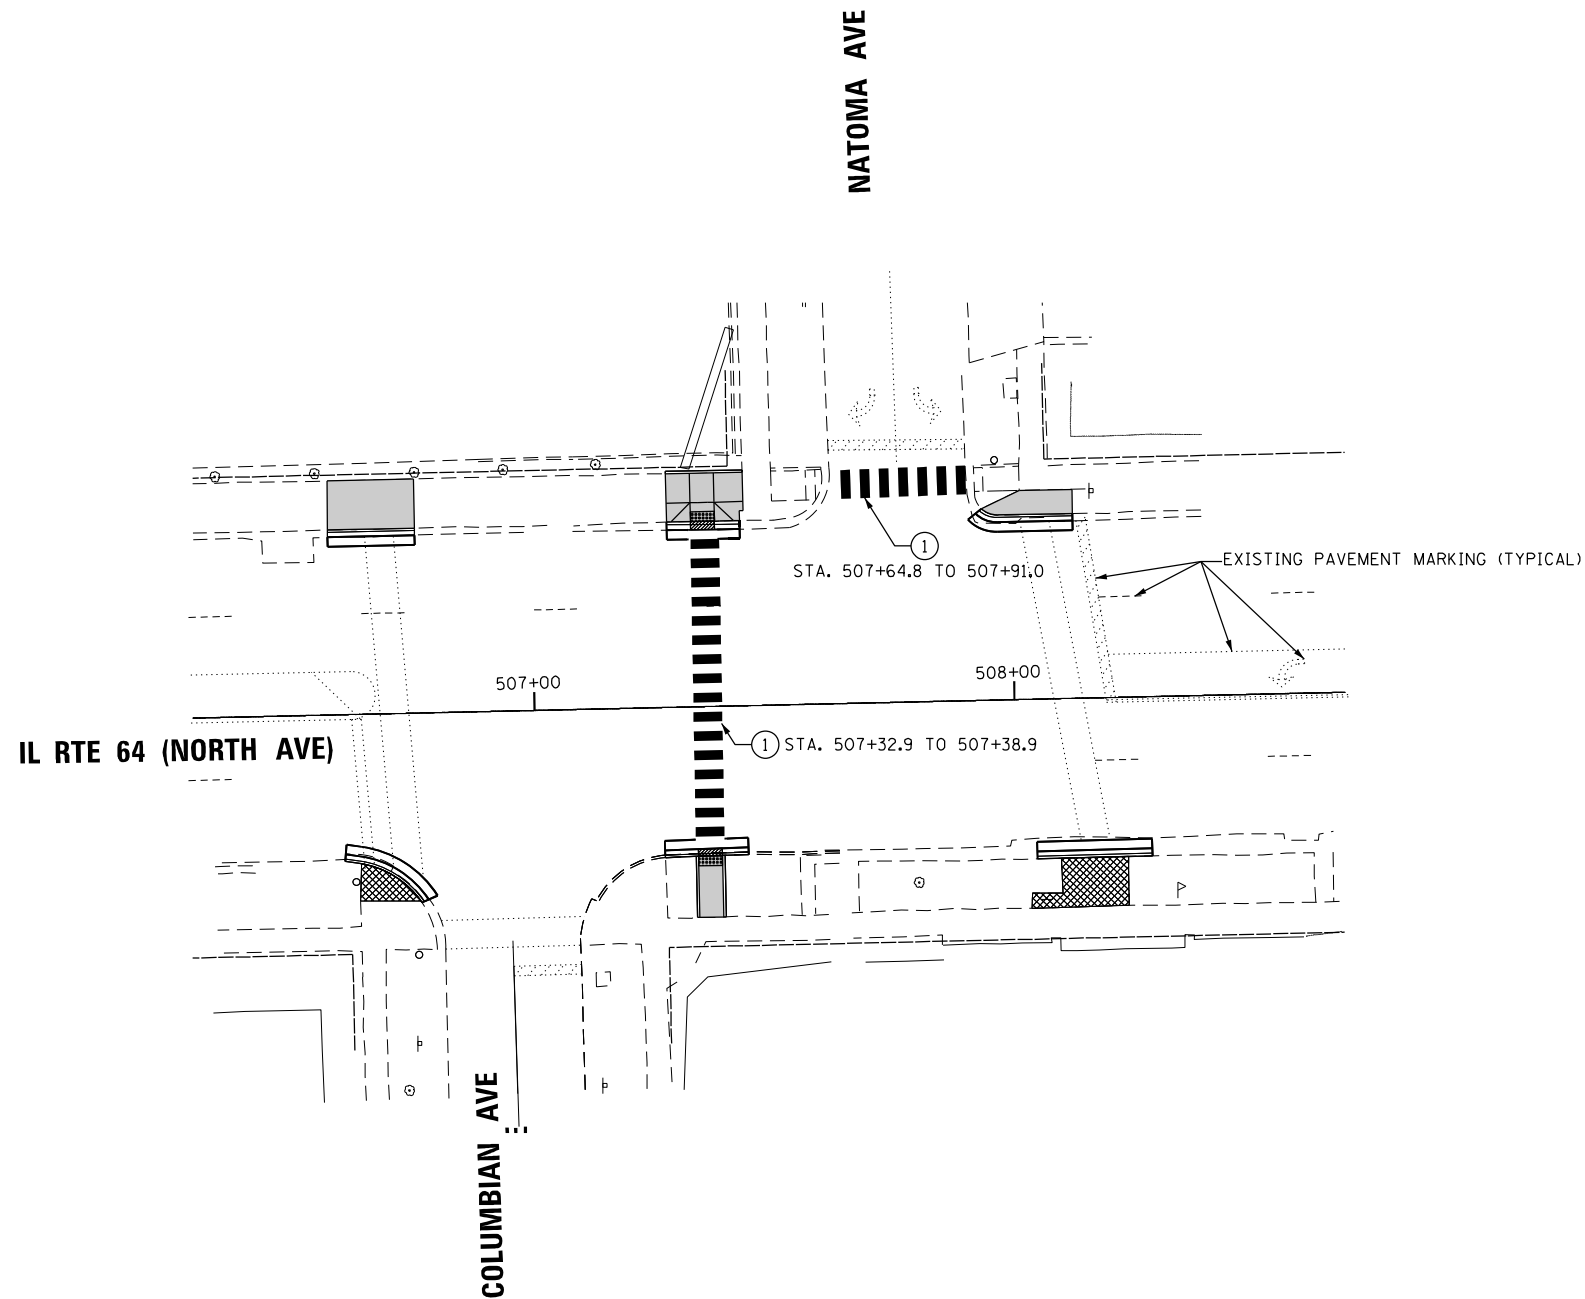 NATOMA AVE
1
STA. 507+64.8 TO 507+91.0
EXISTING PAVEMENT MARKING (TYPICAL)
507+00
508+00
IL RTE 64 (NORTH AVE)
1 STA. 507+32.9 TO 507+38.9
COLUMBIAN AVE